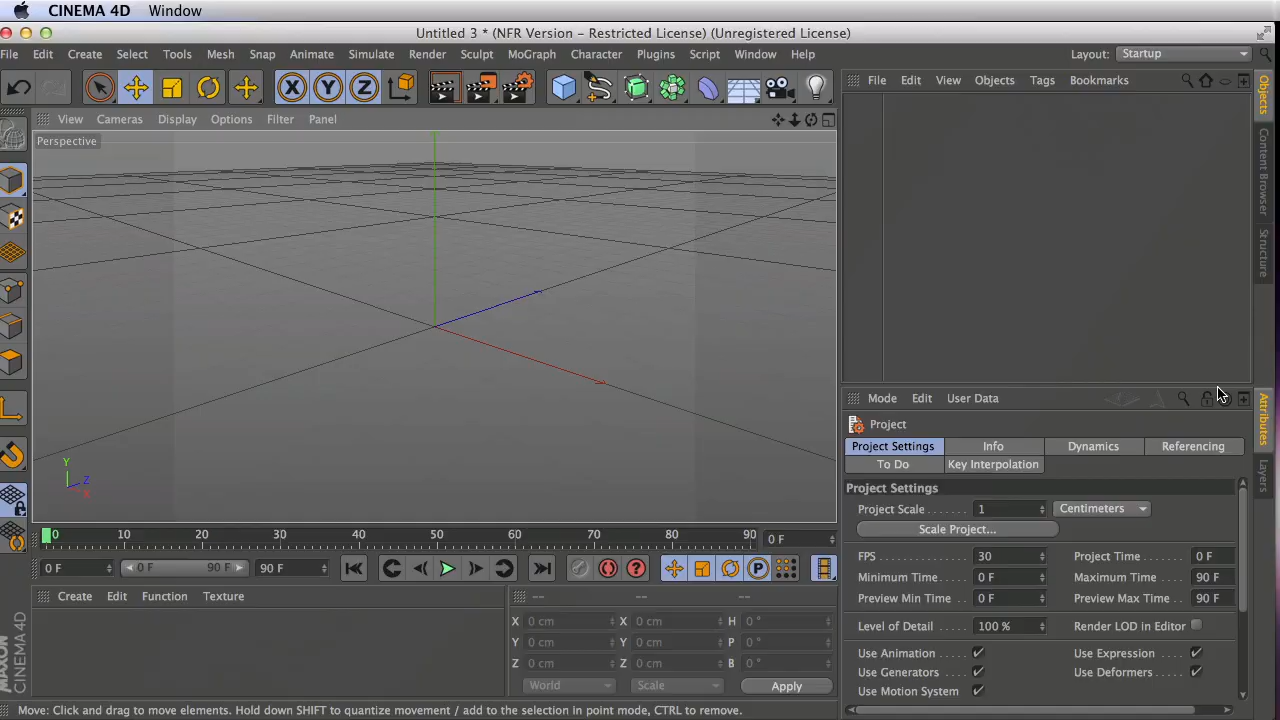 CINEMA 4D Window
Untitled 3 * (NFR Version - Restricted License) (Unregistered License)
File Edit Create Select Tools Mesh Snap Animate Simulate Render Sculpt MoGraph Character Plugins Script Window Help Layout: Startup
X Y Z
File Edit View Objects Tags Bookmarks
View Cameras Display Options Filter Panel
Perspective
Objects
Content Browser
Structure
Y
Z
X
Mode Edit User Data
Project
Project Settings Info Dynamics Referencing
To Do Key Interpolation
Attributes
Layers
Project Settings
Project Scale 1 Centimeters
Scale Project...
FPS 30 Project Time 0 F
Minimum Time 0 F Maximum Time 90 F
Preview Min Time 0 F Preview Max Time 90 F
Level of Detail 100 % Render LOD in Editor
Use Animation Use Expression
Use Generators Use Deformers
Use Motion System
0 10 20 30 40 50 60 70 80 90 0 F
0 F 0 F 90 F 90 F
P
Create Edit Function Texture
-- -- --
X 0 cm X 0 cm H 0 °
Y 0 cm Y 0 cm P 0 °
Z 0 cm Z 0 cm B 0 °
World Scale Apply
MAXON CINEMA 4D
Move: Click and drag to move elements. Hold down SHIFT to quantize movement / add to the selection in point mode, CTRL to remove.